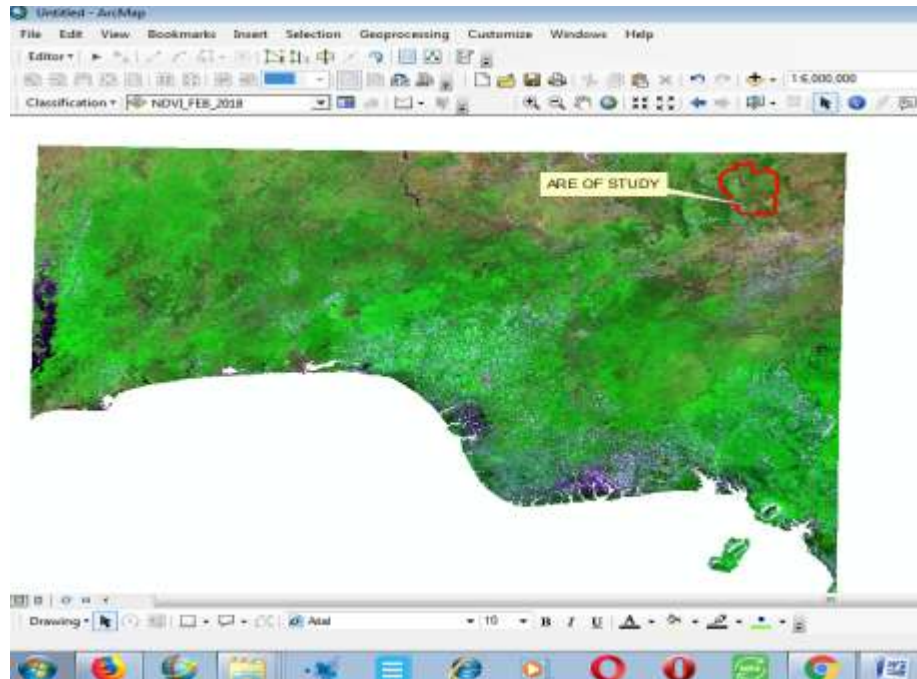 Untitled - ArcMap
File Edit View Bookmarks Insert Selection Geoprocessing Customize Windows Help
Editor
1:6,000,000
Classification NDVI_FEB_2018
ARE OF STUDY
Drawing Arial 10 B I U A